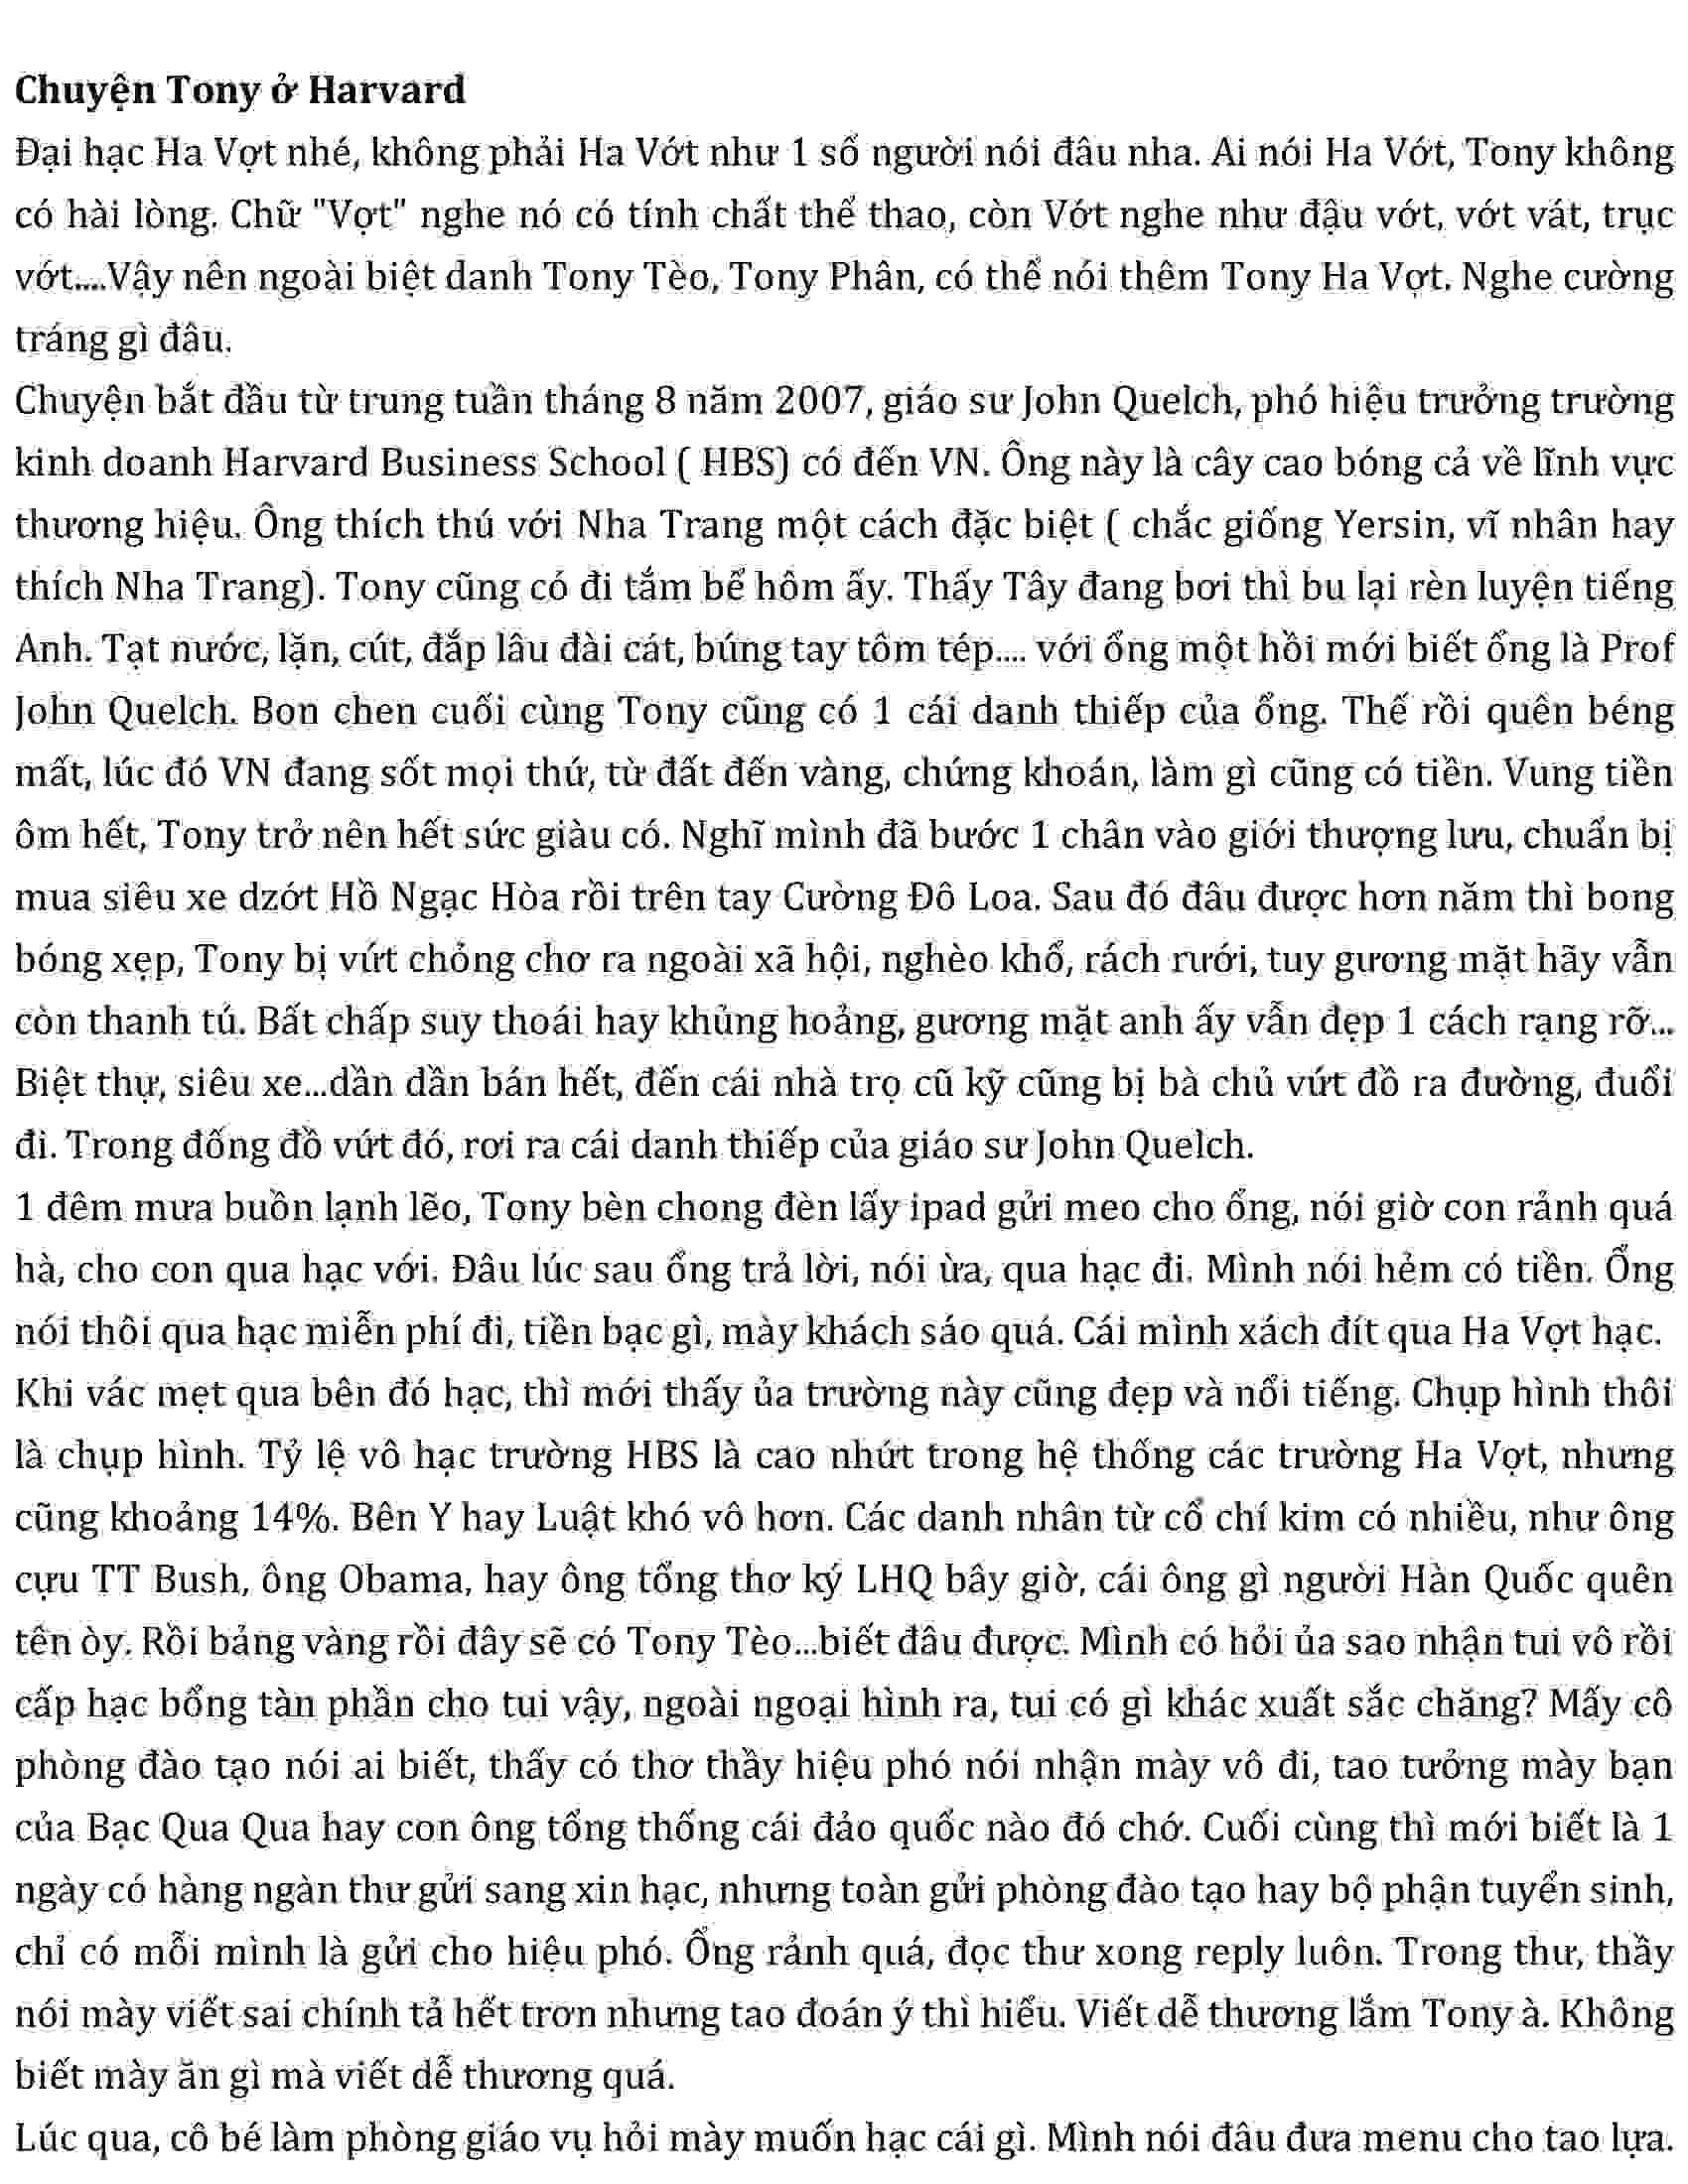 Chuyện Tony ở Harvard
Đại hạc Ha Vợt nhé, không phải Ha Vớt như 1 số người nói đâu nha. Ai nói Ha Vớt, Tony không
có hài lòng. Chữ "Vợt" nghe nó có tính chất thể thao, còn Vớt nghe như đậu vớt, vớt vát, trục
vớt....Vậy nên ngoài biệt danh Tony Tèo, Tony Phân, có thể nói thêm Tony Ha Vợt. Nghe cường
tráng gì đâu.
Chuyện bắt đầu từ trung tuần tháng 8 năm 2007, giáo sư John Quelch, phó hiệu trưởng trường
kinh doanh Harvard Business School ( HBS) có đến VN. Ông này là cây cao bóng cả về lĩnh vực
thương hiệu. Ông thích thú với Nha Trang một cách đặc biệt ( chắc giống Yersin, vĩ nhân hay
thích Nha Trang). Tony cũng có đi tắm bể hôm ấy. Thấy Tây đang bơi thì bu lại rèn luyện tiếng
Anh. Tạt nước, lặn, cút, đắp lâu đài cát, búng tay tôm tép.... với ổng một hồi mới biết ổng là Prof
John Quelch. Bon chen cuối cùng Tony cũng có 1 cái danh thiếp của ổng. Thế rồi quên béng
mất, lúc đó VN đang sốt mọi thứ, từ đất đến vàng, chứng khoán, làm gì cũng có tiền. Vung tiền
ôm hết, Tony trở nên hết sức giàu có. Nghĩ mình đã bước 1 chân vào giới thượng lưu, chuẩn bị
mua siêu xe dzớt Hồ Ngạc Hòa rồi trên tay Cường Đô Loa. Sau đó đâu được hơn năm thì bong
bóng xẹp, Tony bị vứt chỏng chơ ra ngoài xã hội, nghèo khổ, rách rưới, tuy gương mặt hãy vẫn
còn thanh tú. Bất chấp suy thoái hay khủng hoảng, gương mặt anh ấy vẫn đẹp 1 cách rạng rỡ...
Biệt thự, siêu xe...dần dần bán hết, đến cái nhà trọ cũ kỹ cũng bị bà chủ vứt đồ ra đường, đuổi
đi. Trong đống đồ vứt đó, rơi ra cái danh thiếp của giáo sư John Quelch.
1 đêm mưa buồn lạnh lẽo, Tony bèn chong đèn lấy ipad gửi meo cho ổng, nói giờ con rảnh quá
hà, cho con qua hạc với. Đâu lúc sau ổng trả lời, nói ừa, qua hạc đi. Mình nói hẻm có tiền. Ổng
nói thôi qua hạc miễn phí đi, tiền bạc gì, mày khách sáo quá. Cái mình xách đít qua Ha Vợt hạc.
Khi vác mẹt qua bên đó hạc, thì mới thấy ủa trường này cũng đẹp và nổi tiếng. Chụp hình thôi
là chụp hình. Tỷ lệ vô hạc trường HBS là cao nhứt trong hệ thống các trường Ha Vợt, nhưng
cũng khoảng 14%. Bên Y hay Luật khó vô hơn. Các danh nhân từ cổ chí kim có nhiều, như ông
cựu TT Bush, ông Obama, hay ông tổng thơ ký LHQ bây giờ, cái ông gì người Hàn Quốc quên
tên òy. Rồi bảng vàng rồi đây sẽ có Tony Tèo...biết đâu được. Mình có hỏi ủa sao nhận tui vô rồi
cấp hạc bổng tàn phần cho tui vậy, ngoài ngoại hình ra, tui có gì khác xuất sắc chăng? Mấy cô
phòng đào tạo nói ai biết, thấy có thơ thầy hiệu phó nói nhận mày vô đi, tao tưởng mày bạn
của Bạc Qua Qua hay con ông tổng thống cái đảo quốc nào đó chớ. Cuối cùng thì mới biết là 1
ngày có hàng ngàn thư gửi sang xin hạc, nhưng toàn gửi phòng đào tạo hay bộ phận tuyển sinh,
chỉ có mỗi mình là gửi cho hiệu phó. Ổng rảnh quá, đọc thư xong reply luôn. Trong thư, thầy
nói mày viết sai chính tả hết trơn nhưng tao đoán ý thì hiểu. Viết dễ thương lắm Tony à. Không
biết mày ăn gì mà viết dễ thương quá.
Lúc qua, cô bé làm phòng giáo vụ hỏi mày muốn hạc cái gì. Mình nói đâu đưa menu cho tao lựa.